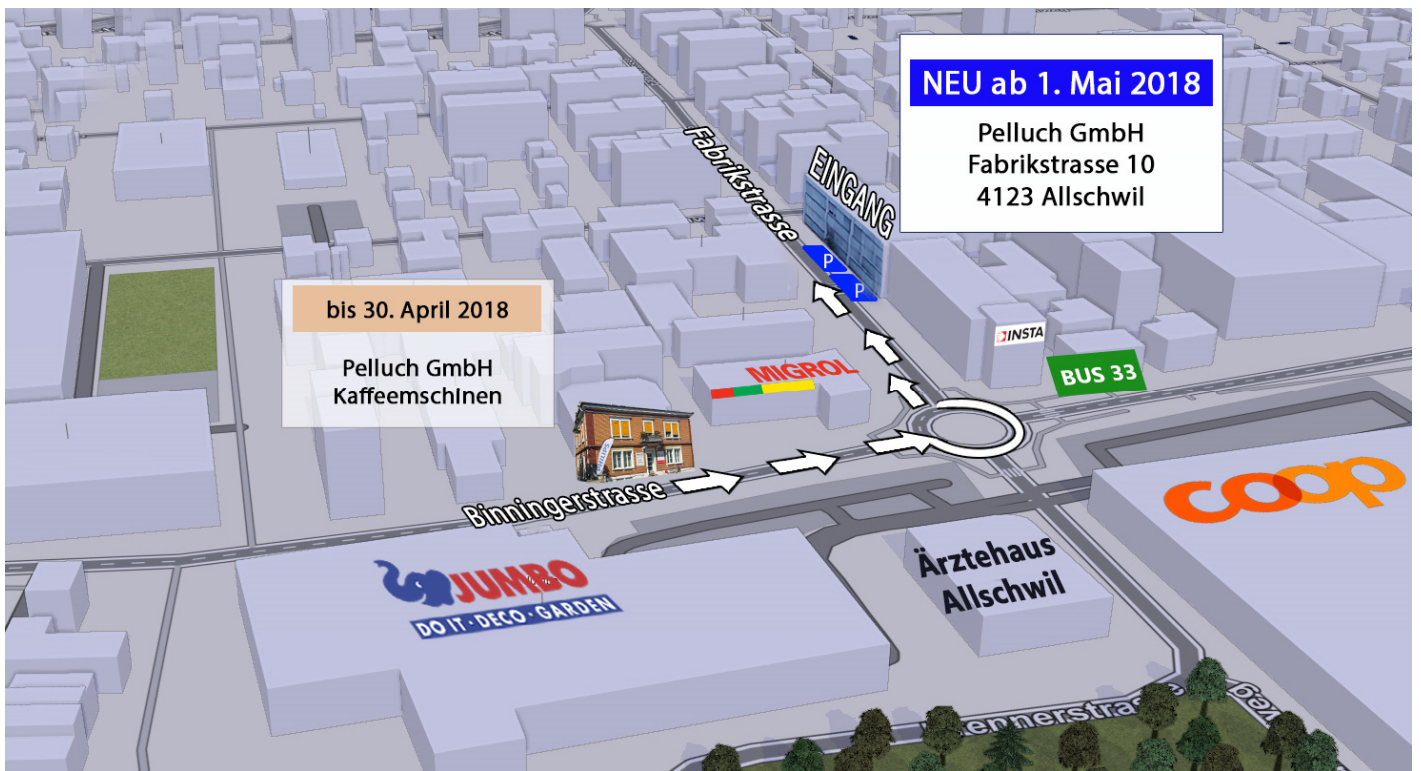 NEU ab 1. Mai 2018
Pelluch GmbH
Fabrikstrasse 10
4123 Allschwil
Fabrikstrasse
EINGANG
P
P
bis 30. April 2018
Pelluch GmbH
Kaffeemschinen
INSTA
BUS 33
MIGROL
Binningerstrasse
coop
JUMBO
DO IT · DECO · GARDEN
Ärztehaus
Allschwil